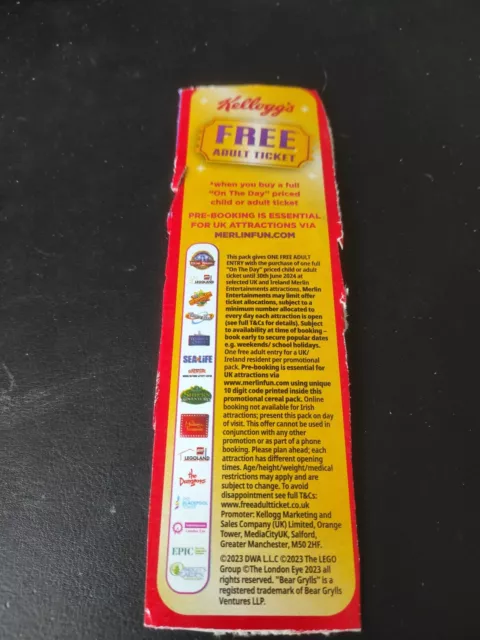 Kellogg's
FREE
ADULT TICKET
*when you buy a full
"On The Day" priced
child or adult ticket
PRE-BOOKING IS ESSENTIAL
FOR UK ATTRACTIONS VIA
MERLINFUN.COM
This pack gives ONE FREE ADULT
ENTRY with the purchase of one full
"On The Day" priced child or adult
ticket until 30th June 2024 at
selected UK and Ireland Merlin
Entertainments attractions. Merlin
Entertainments may limit offer
ticket allocations, subject to a
minimum number allocated to
every day each attraction is open
(see full T&Cs for details). Subject
to availability at time of booking –
book early to secure popular dates
e.g. weekends/ school holidays.
One free adult entry for a UK/
Ireland resident per promotional
pack. Pre-booking is essential for
UK attractions via
www.merlinfun.com using unique
10 digit code printed inside this
promotional cereal pack. Online
booking not available for Irish
attractions; present this pack on day
of visit. This offer cannot be used in
conjunction with any other
promotion or as part of a phone
booking. Please plan ahead; each
attraction has different opening
times. Age/height/weight/medical
restrictions may apply and are
subject to change. To avoid
disappointment see full T&Cs:
www.freeadultticket.co.uk
Promoter: Kellogg Marketing and
Sales Company (UK) Limited, Orange
Tower, MediaCityUK, Salford,
Greater Manchester, M50 2HF.
©2023 DWA L.L.C ©2023 The LEGO
Group ©The London Eye 2023 all
rights reserved. "Bear Grylls" is a
registered trademark of Bear Grylls
Ventures LLP.
LEGOLAND
SEA LIFE
LEGOLAND
the Dungeons
EPIC